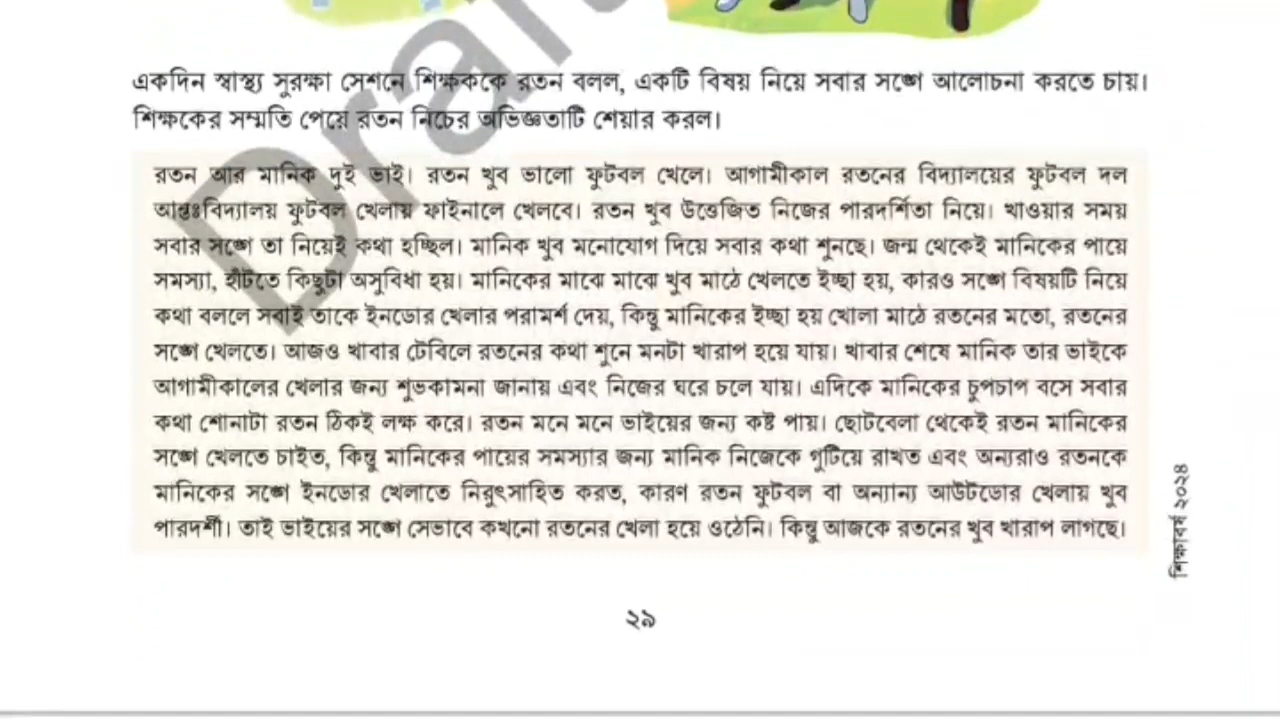 একদিন স্বাস্থ্য সুরক্ষা সেশনে শিক্ষককে রতন বলল, একটি বিষয় নিয়ে সবার সঙ্গে আলোচনা করতে চায়।
শিক্ষকের সম্মতি পেয়ে রতন নিচের অভিজ্ঞতাটি শেয়ার করল।
রতন আর মানিক দুই ভাই। রতন খুব ভালো ফুটবল খেলে। আগামীকাল রতনের বিদ্যালয়ের ফুটবল দল
আন্তঃবিদ্যালয় ফুটবল খেলায় ফাইনালে খেলবে। রতন খুব উত্তেজিত নিজের পারদর্শিতা নিয়ে। খাওয়ার সময়
সবার সঙ্গে তা নিয়েই কথা হচ্ছিল। মানিক খুব মনোযোগ দিয়ে সবার কথা শুনছে। জন্ম থেকেই মানিকের পায়ে
সমস্যা, হাঁটতে কিছুটা অসুবিধা হয়। মানিকের মাঝে মাঝে খুব মাঠে খেলতে ইচ্ছা হয়, কারও সঙ্গে বিষয়টি নিয়ে
কথা বললে সবাই তাকে ইনডোর খেলার পরামর্শ দেয়, কিন্তু মানিকের ইচ্ছা হয় খোলা মাঠে রতনের মতো, রতনের
সঙ্গে খেলতে। আজও খাবার টেবিলে রতনের কথা শুনে মনটা খারাপ হয়ে যায়। খাবার শেষে মানিক তার ভাইকে
আগামীকালের খেলার জন্য শুভকামনা জানায় এবং নিজের ঘরে চলে যায়। এদিকে মানিকের চুপচাপ বসে সবার
কথা শোনাটা রতন ঠিকই লক্ষ করে। রতন মনে মনে ভাইয়ের জন্য কষ্ট পায়। ছোটবেলা থেকেই রতন মানিকের
সঙ্গে খেলতে চাইত, কিন্তু মানিকের পায়ের সমস্যার জন্য মানিক নিজেকে গুটিয়ে রাখত এবং অন্যরাও রতনকে
মানিকের সঙ্গে ইনডোর খেলাতে নিরুৎসাহিত করত, কারণ রতন ফুটবল বা অন্যান্য আউটডোর খেলায় খুব
পারদর্শী। তাই ভাইয়ের সঙ্গে সেভাবে কখনো রতনের খেলা হয়ে ওঠেনি। কিন্তু আজকে রতনের খুব খারাপ লাগছে।
শিক্ষাবর্ষ ২০২৪
২৯
Draft